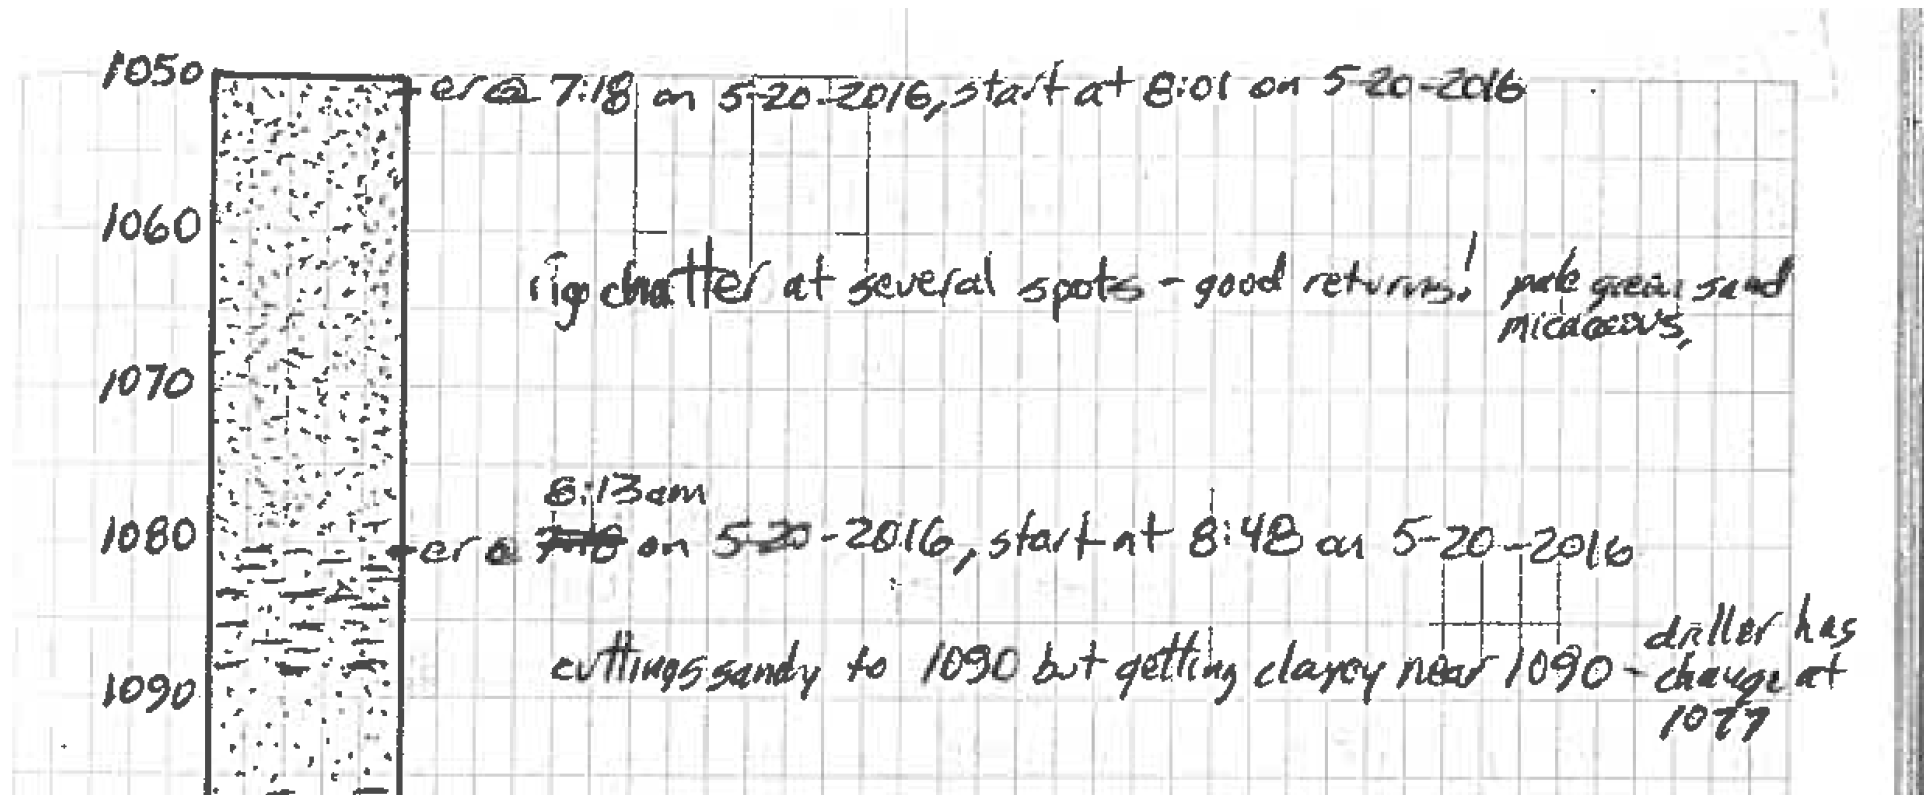 1050 er @ 7:18 on 5-20-2016, start at 8:01 on 5-20-2016
1060
rig chatter at several spots - good returns! pale green sand
micaceous,
1070
8:13am
1080 er @ 7:18 on 5-20-2016, start at 8:48 on 5-20-2016
driller has
cuttings sandy to 1090 but getting clayey near 1090 - change at
1090
1077